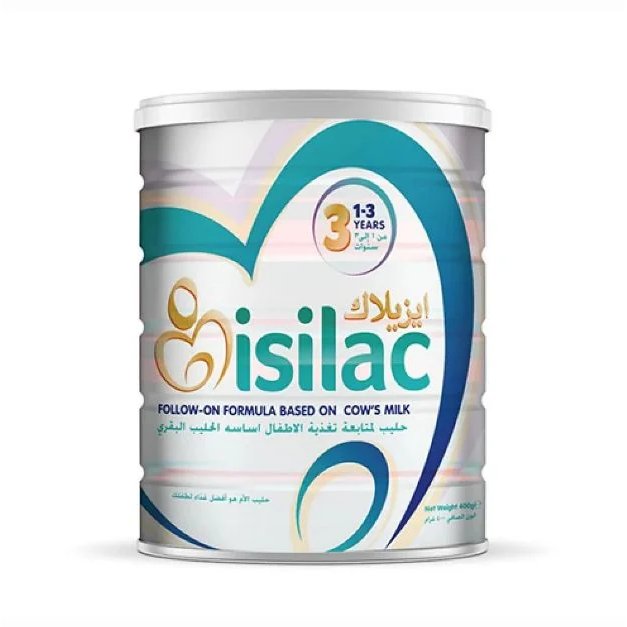 3
1-3
YEARS
من ١ إلى ٣
سنوات
ايزيلاك
isilac
FOLLOW-ON FORMULA BASED ON COW'S MILK
حليب لمتابعة تغذية الاطفال اساسه الحليب البقري
حليب الأم هو أفضل غذاء لطفلك
Net Weight 400g
الوزن الصافي ٤٠٠ غرام